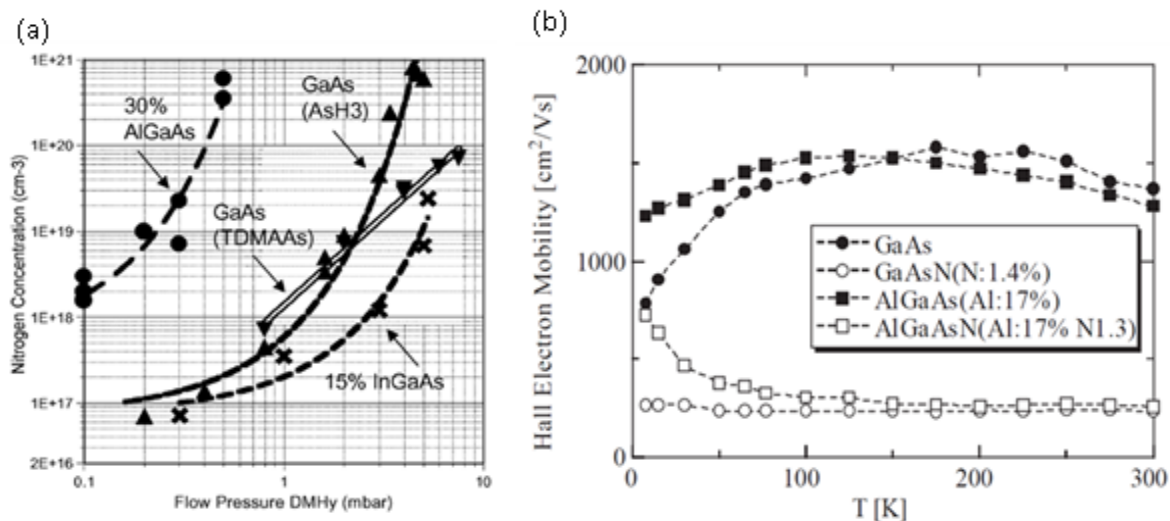 (a)
1E+21
1E+20
1E+19
1E+18
1E+17
2E+16
Nitrogen Concentration (cm-3)
30%
AlGaAs
GaAs
(AsH3)
GaAs
(TDMAAs)
15% InGaAs
0.1
1
10
Flow Pressure DMHy (mbar)
(b)
2000
1000
0
Hall Electron Mobility [cm²/Vs]
GaAs
GaAsN(N:1.4%)
AlGaAs(Al:17%)
AlGaAsN(Al:17% N1.3)
0
100
200
300
T [K]